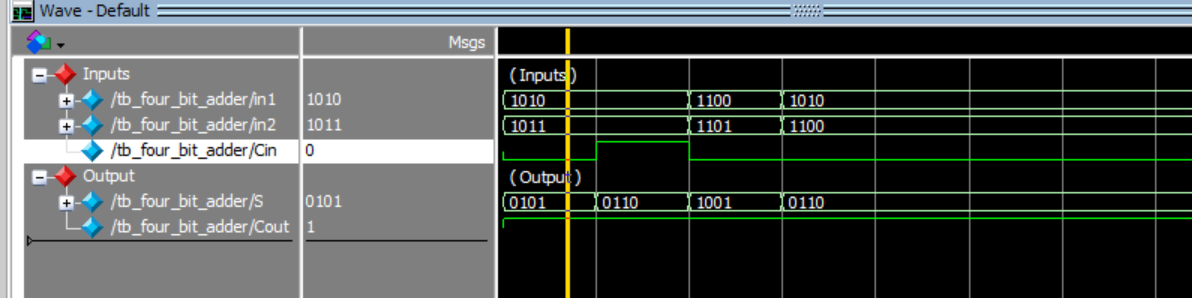 Wave - Default
Msgs
Inputs (Inputs)
/tb_four_bit_adder/in1 1010 1010 1100 1010
/tb_four_bit_adder/in2 1011 1011 1101 1100
/tb_four_bit_adder/Cin 0
Output (Output)
/tb_four_bit_adder/S 0101 0101 0110 1001 0110
/tb_four_bit_adder/Cout 1